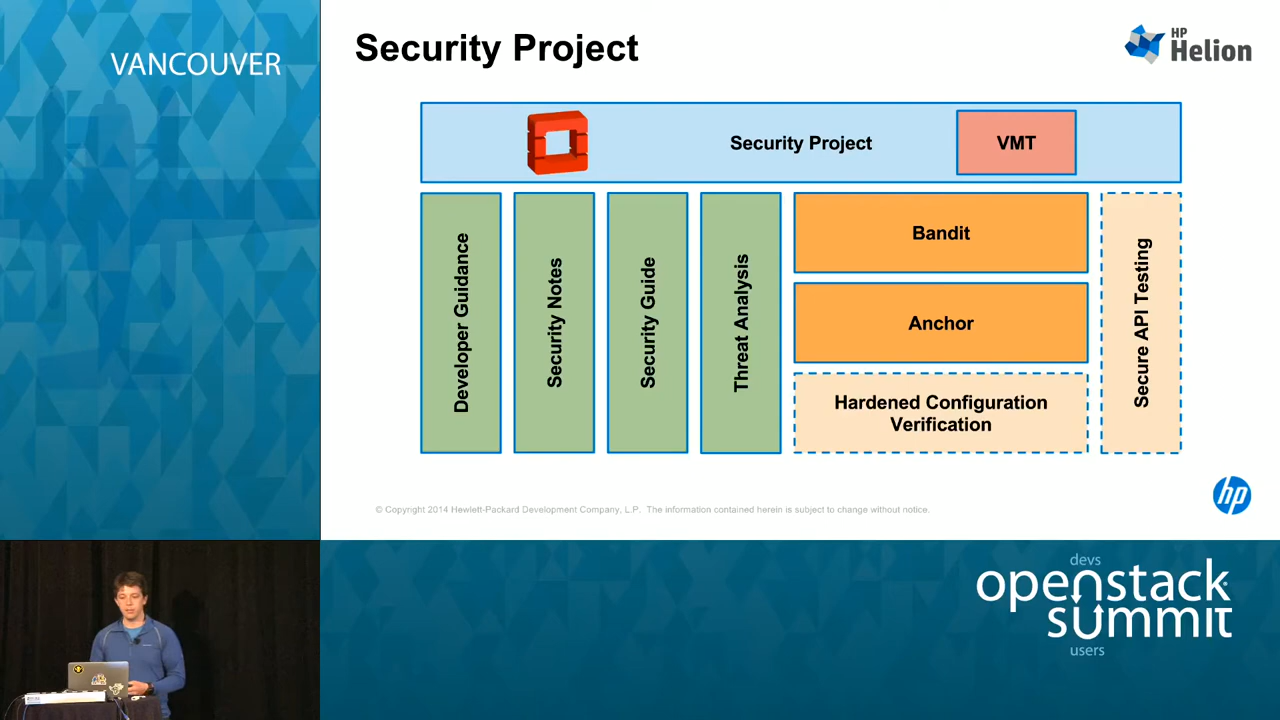 VANCOUVER
Security Project
HP
Helion
Security Project
VMT
Developer Guidance
Security Notes
Security Guide
Threat Analysis
Bandit
Anchor
Hardened Configuration
Verification
Secure API Testing
© Copyright 2014 Hewlett-Packard Development Company, L.P. The information contained herein is subject to change without notice.
hp
devs
openstack
summit
users